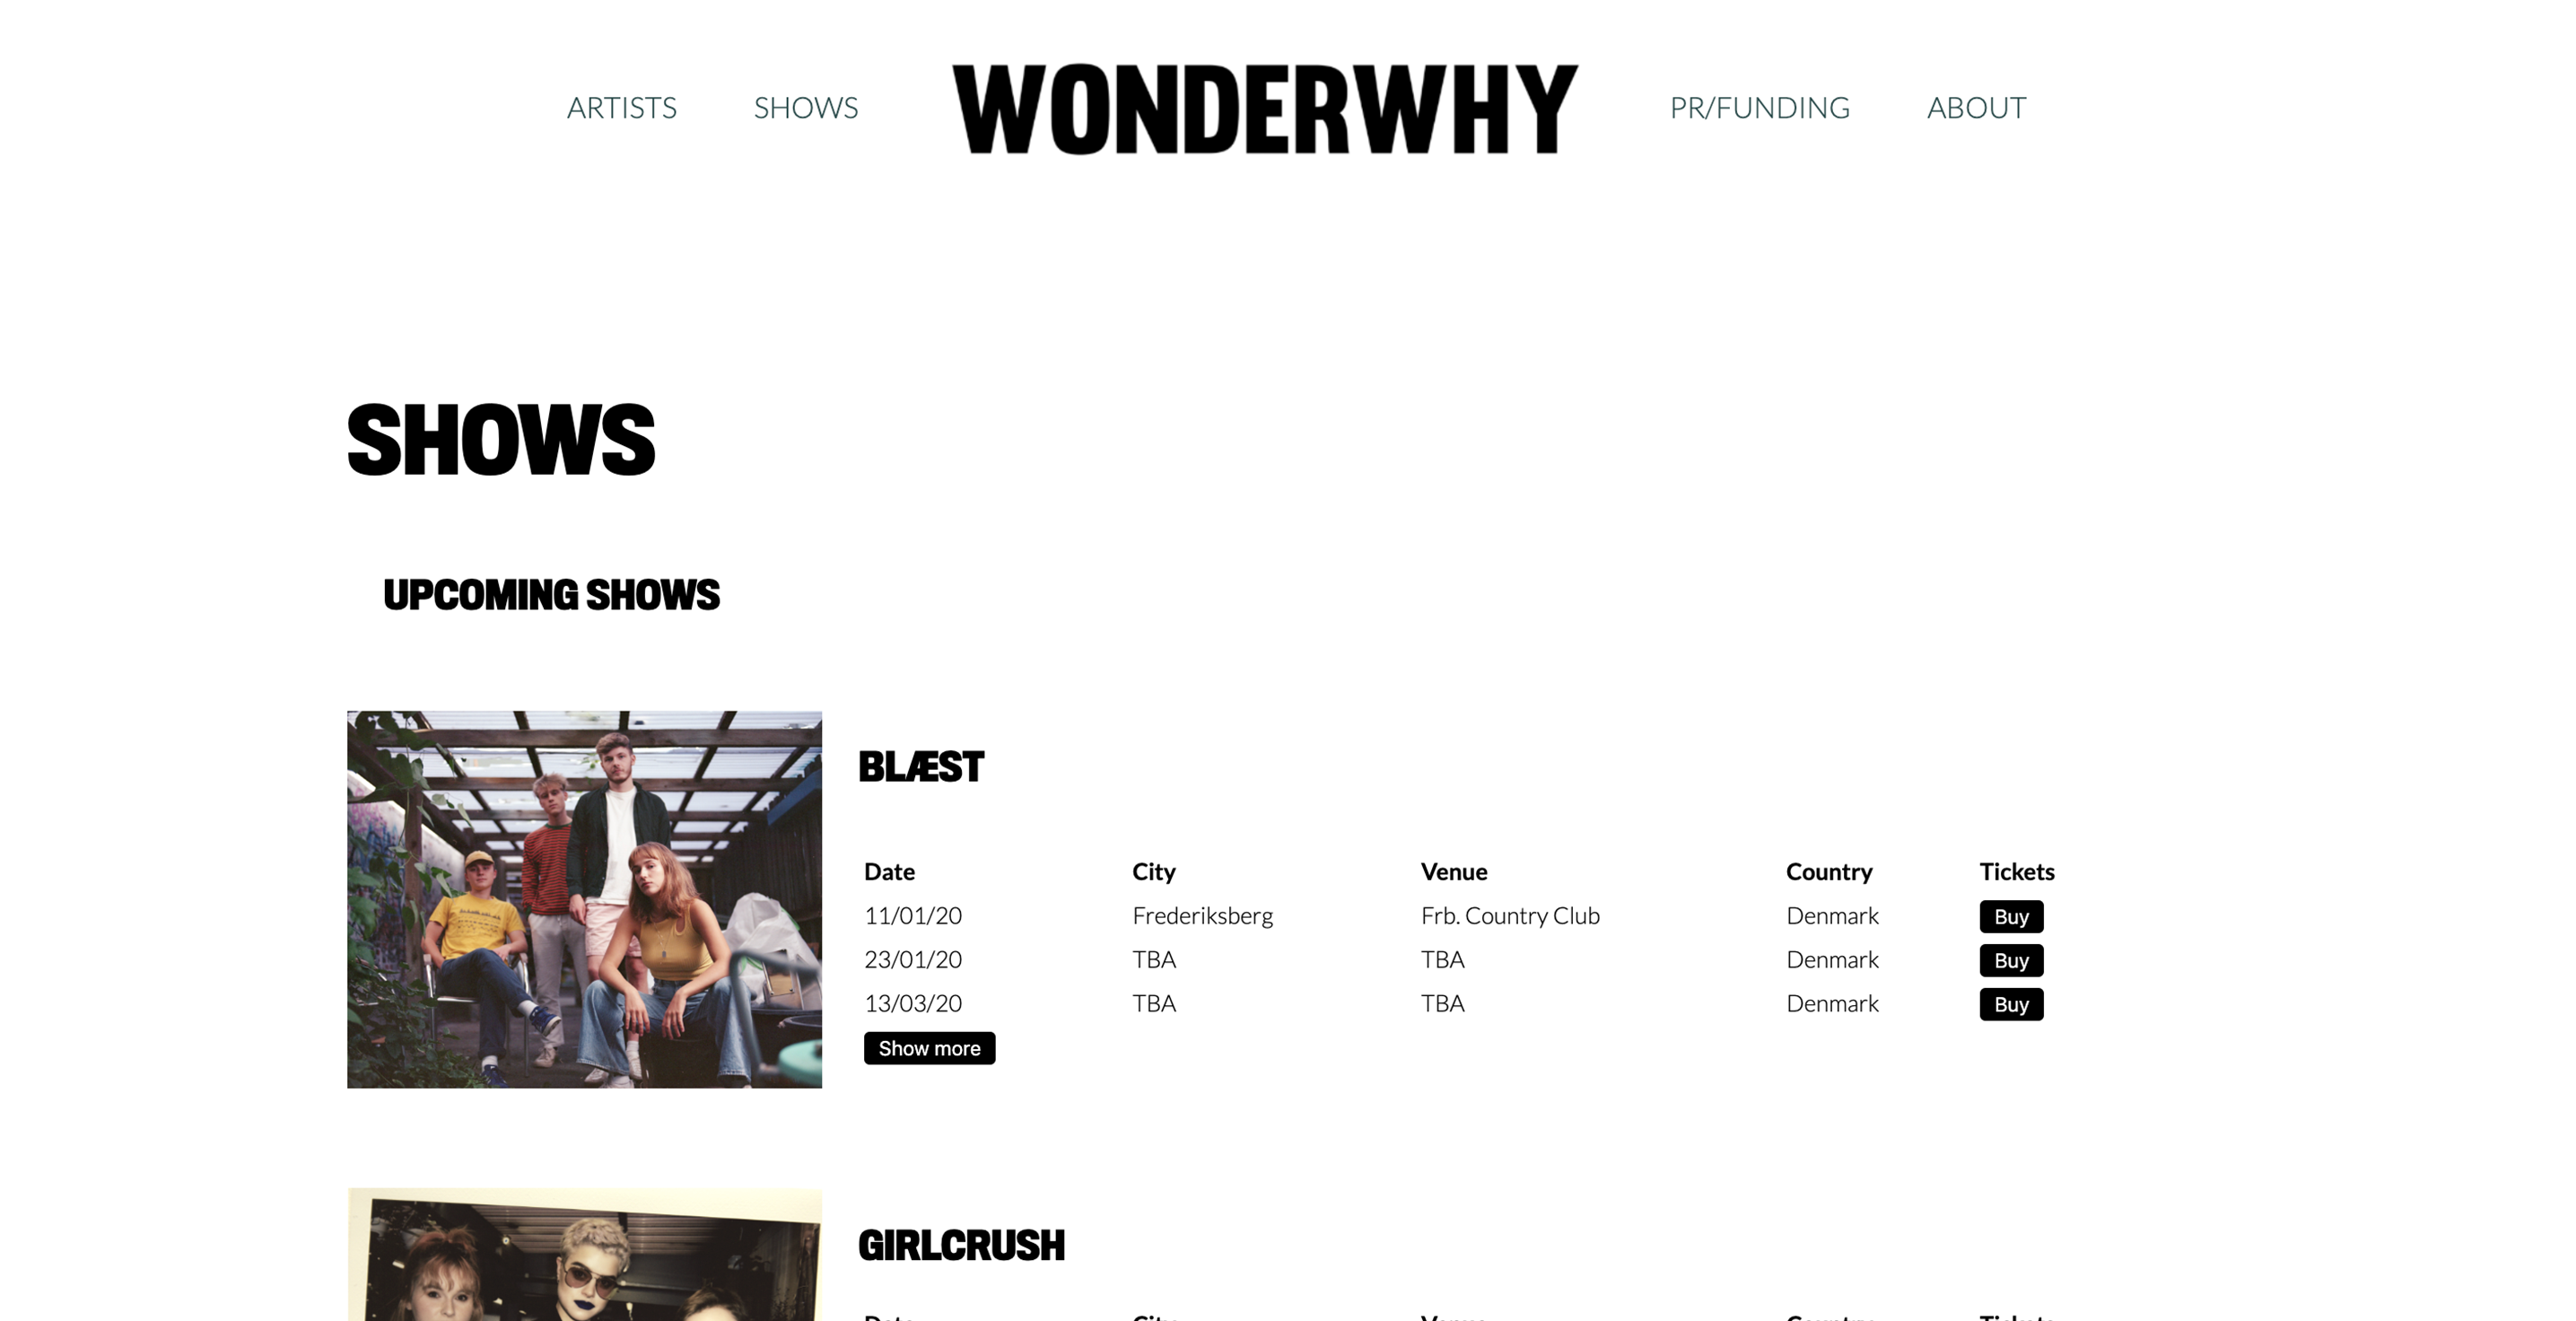 ARTISTS SHOWS WONDERWHY PR/FUNDING ABOUT
SHOWS
UPCOMING SHOWS
BLÆST
Date City Venue Country Tickets
11/01/20 Frederiksberg Frb. Country Club Denmark Buy
23/01/20 TBA TBA Denmark Buy
13/03/20 TBA TBA Denmark Buy
Show more
GIRLCRUSH